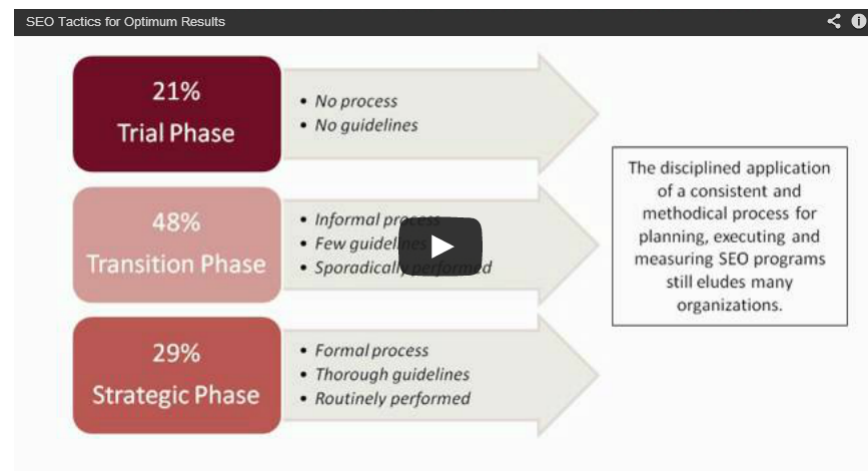 SEO Tactics for Optimum Results
21%
Trial Phase
• No process
• No guidelines
48%
Transition Phase
• Informal process
• Few guidelines
• Sporadically performed
29%
Strategic Phase
• Formal process
• Thorough guidelines
• Routinely performed
The disciplined application
of a consistent and
methodical process for
planning, executing and
measuring SEO programs
still eludes many
organizations.